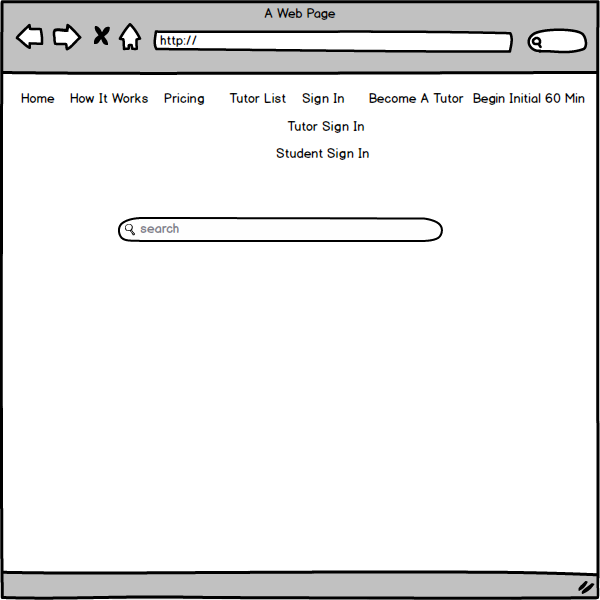 A Web Page
http://
Home How It Works Pricing Tutor List Sign In Become A Tutor Begin Initial 60 Min
Tutor Sign In
Student Sign In
search